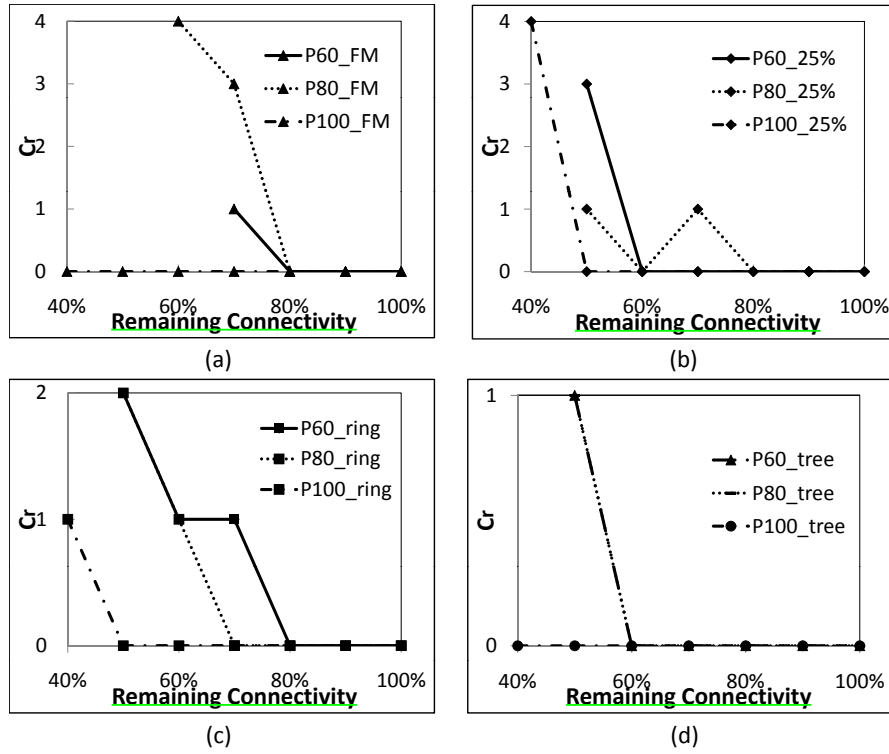 4
3
2
1
0
Cr
P60_FM
P80_FM
P100_FM
40% 60% 80% 100%
Remaining Connectivity
(a)
4
3
2
1
0
Cr
P60_25%
P80_25%
P100_25%
40% 60% 80% 100%
Remaining Connectivity
(b)
2
1
0
Cr
P60_ring
P80_ring
P100_ring
40% 60% 80% 100%
Remaining Connectivity
(c)
1
0
Cr
P60_tree
P80_tree
P100_tree
40% 60% 80% 100%
Remaining Connectivity
(d)